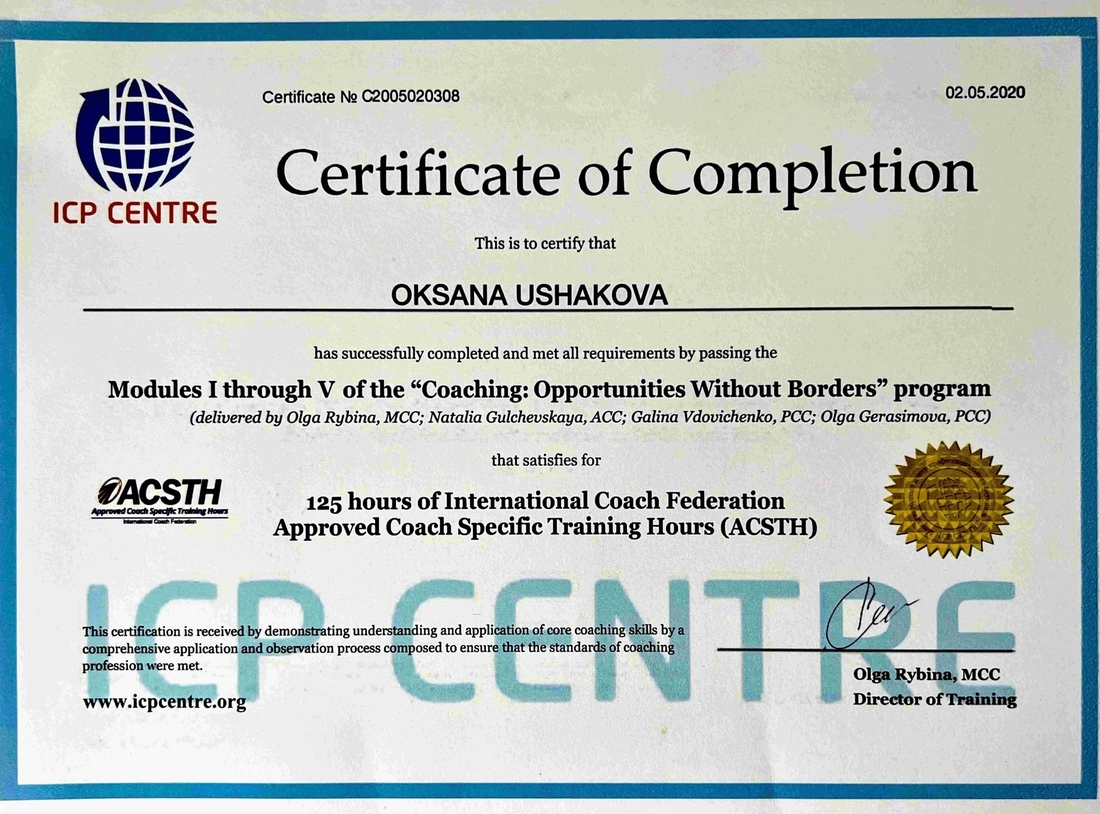 Certificate № C2005020308
02.05.2020
ICP CENTRE
Certificate of Completion
This is to certify that
OKSANA USHAKOVA
has successfully completed and met all requirements by passing the
Modules I through V of the “Coaching: Opportunities Without Borders” program
(delivered by Olga Rybina, MCC; Natalia Gulchevskaya, ACC; Galina Vdovichenko, PCC; Olga Gerasimova, PCC)
that satisfies for
ACSTH
Approved Coach Specific Training Hours
International Coach Federation
125 hours of International Coach Federation
Approved Coach Specific Training Hours (ACSTH)
ICP CENTRE
This certification is received by demonstrating understanding and application of core coaching skills by a
comprehensive application and observation process composed to ensure that the standards of coaching
profession were met.
www.icpcentre.org
Olga Rybina, MCC
Director of Training